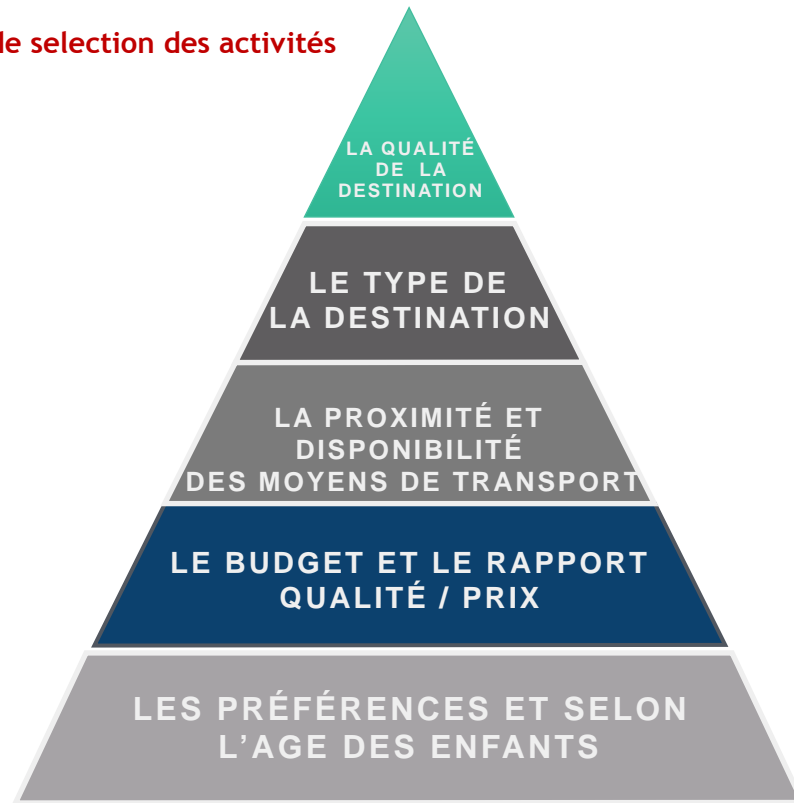 de selection des activités
LA QUALITÉ
DE LA
DESTINATION
LE TYPE DE
LA DESTINATION
LA PROXIMITÉ ET
DISPONIBILITÉ
DES MOYENS DE TRANSPORT
LE BUDGET ET LE RAPPORT
QUALITÉ / PRIX
LES PRÉFÉRENCES ET SELON
L’AGE DES ENFANTS